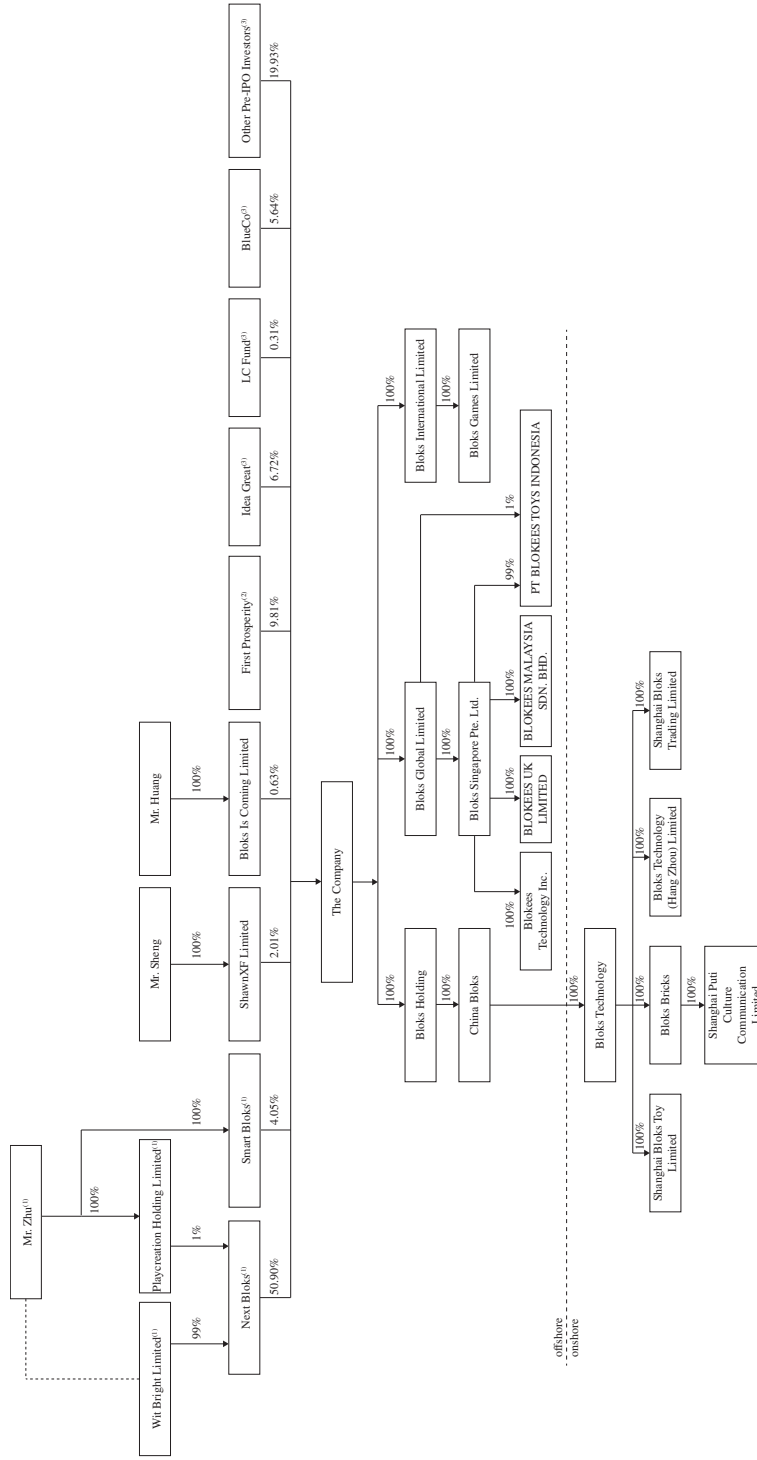 Mr. Zhu(1)
Wit Bright Limited(1)
100%
Playcreation Holding Limited(1)
Mr. Sheng
Mr. Huang
99%
1%
100%
100%
100%
Next Bloks(1)
Smart Bloks(1)
ShawnXF Limited
Bloks Is Coming Limited
First Prosperity(2)
Idea Great(3)
LC Fund(3)
BlueCo(3)
Other Pre-IPO Investors(3)
50.90%
4.05%
2.01%
0.63%
9.81%
6.72%
0.31%
5.64%
19.93%
The Company
100%
100%
100%
Bloks Holding
Bloks Global Limited
Bloks International Limited
100%
100%
100%
China Bloks
Bloks Singapore Pte. Ltd.
Bloks Games Limited
100%
100%
100%
99%
1%
Blokees
Technology Inc.
BLOKEES UK
LIMITED
BLOKEES MALAYSIA
SDN. BHD.
PT BLOKEES TOYS INDONESIA
offshore
onshore
100%
Bloks Technology
100%
100%
100%
100%
Shanghai Bloks Toy
Limited
Bloks Bricks
Bloks Technology
(Hang Zhou) Limited
Shanghai Bloks
Trading Limited
100%
Shanghai Puti
Culture
Communication
Limited